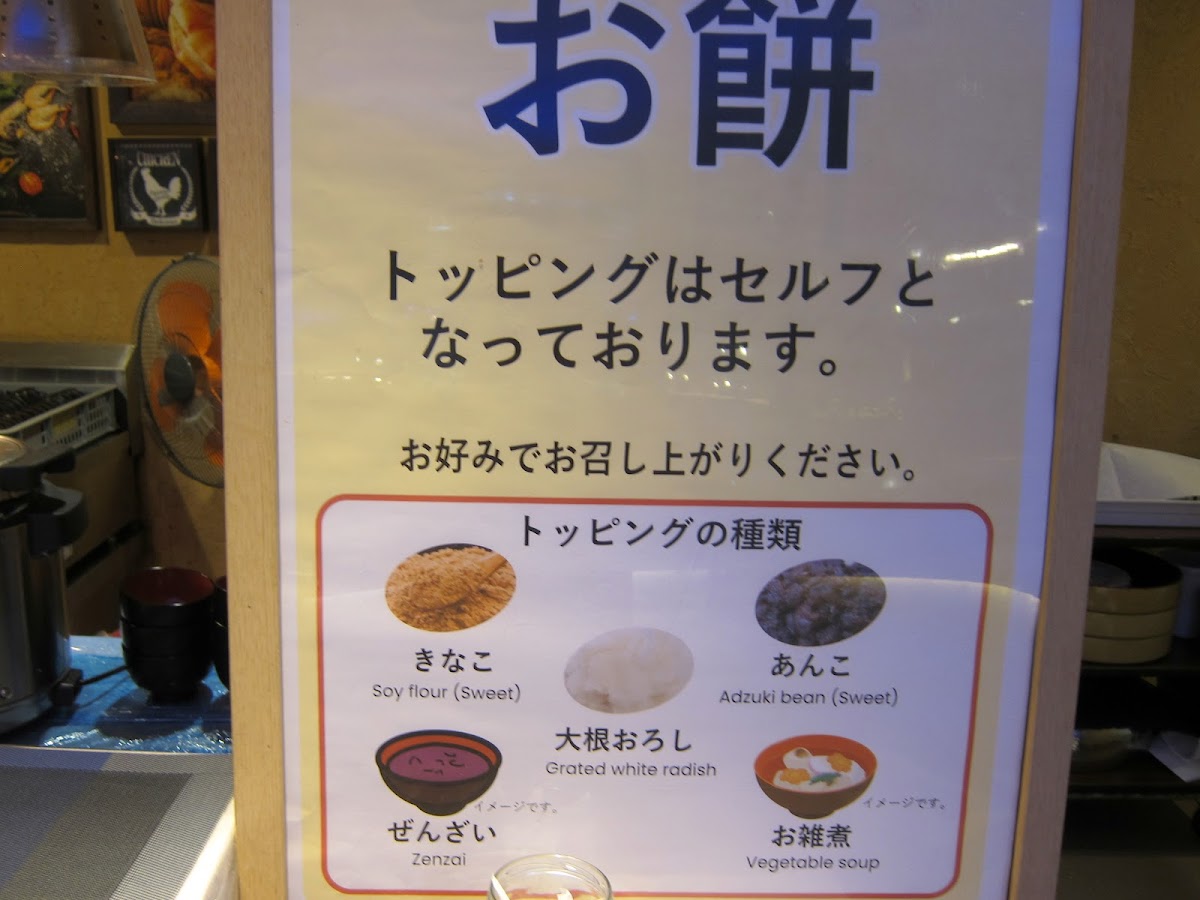 お餅
トッピングはセルフと
なっております。
お好みでお召し上がりください。
トッピングの種類
きなこ
Soy flour (Sweet)
あんこ
Adzuki bean (Sweet)
大根おろし
Grated white radish
イメージです。
ぜんざい
Zenzai
イメージです。
お雑煮
Vegetable soup
CHICKEN